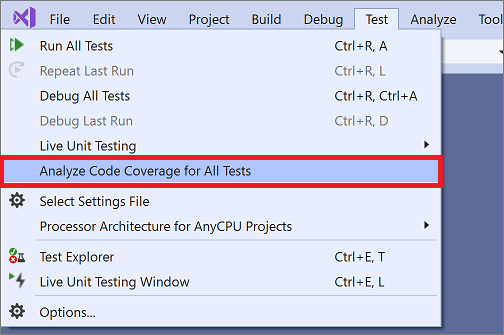 File Edit View Project Build Debug Test Analyze Tool
Run All Tests Ctrl+R, A
Repeat Last Run Ctrl+R, L
Debug All Tests Ctrl+R, Ctrl+A
Debug Last Run Ctrl+R, D
Live Unit Testing
Analyze Code Coverage for All Tests
Select Settings File
Processor Architecture for AnyCPU Projects
Test Explorer Ctrl+E, T
Live Unit Testing Window Ctrl+E, L
Options...